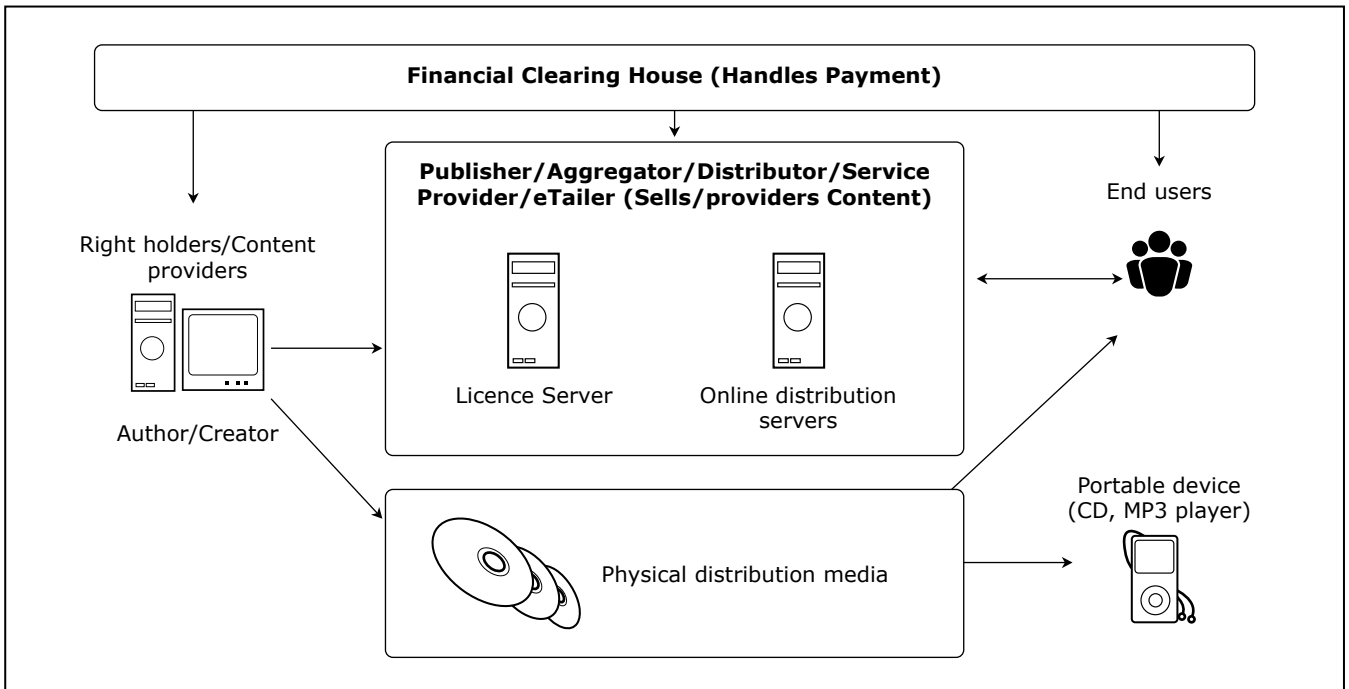 Financial Clearing House (Handles Payment)
Publisher/Aggregator/Distributor/Service
Provider/eTailer (Sells/providers Content)
End users
Right holders/Content
providers
Licence Server
Online distribution
servers
Author/Creator
Physical distribution media
Portable device
(CD, MP3 player)